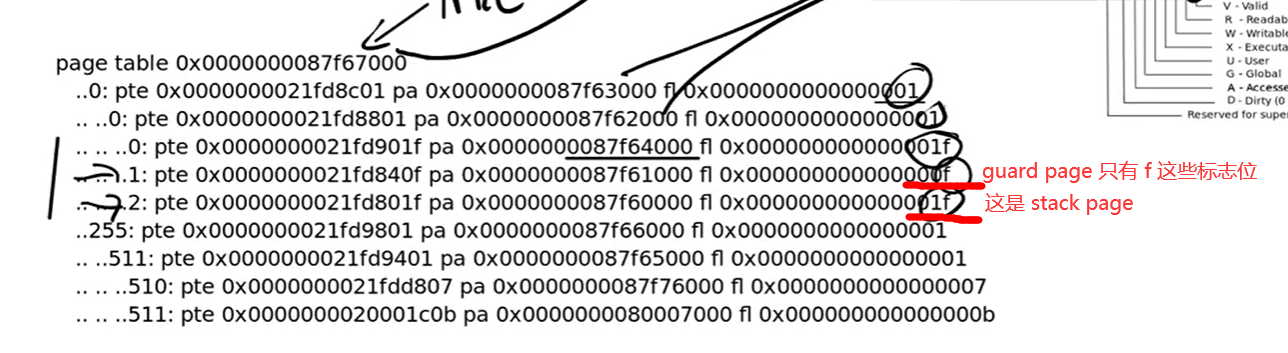 page table 0x0000000087f67000
..0: pte 0x0000000021fd8c01 pa 0x0000000087f63000 fl 0x0000000000000001
.. ..0: pte 0x0000000021fd8801 pa 0x0000000087f62000 fl 0x0000000000000001
.. .. ..0: pte 0x0000000021fd901f pa 0x0000000087f64000 fl 0x000000000000001f
.. .. ..1: pte 0x0000000021fd840f pa 0x0000000087f61000 fl 0x000000000000000f
guard page 只有 f 这些标志位
.. .. ..2: pte 0x0000000021fd801f pa 0x0000000087f60000 fl 0x000000000000001f
这是 stack page
..255: pte 0x0000000021fd9801 pa 0x0000000087f66000 fl 0x0000000000000001
.. ..511: pte 0x0000000021fd9401 pa 0x0000000087f65000 fl 0x0000000000000001
.. .. ..510: pte 0x0000000021fdd807 pa 0x0000000087f76000 fl 0x0000000000000007
.. .. ..511: pte 0x0000000020001c0b pa 0x0000000080007000 fl 0x000000000000000b
V - Valid
R - Readab
W - Writable
X - Executa
U - User
G - Global
A - Accesse
D - Dirty (0
Reserved for super